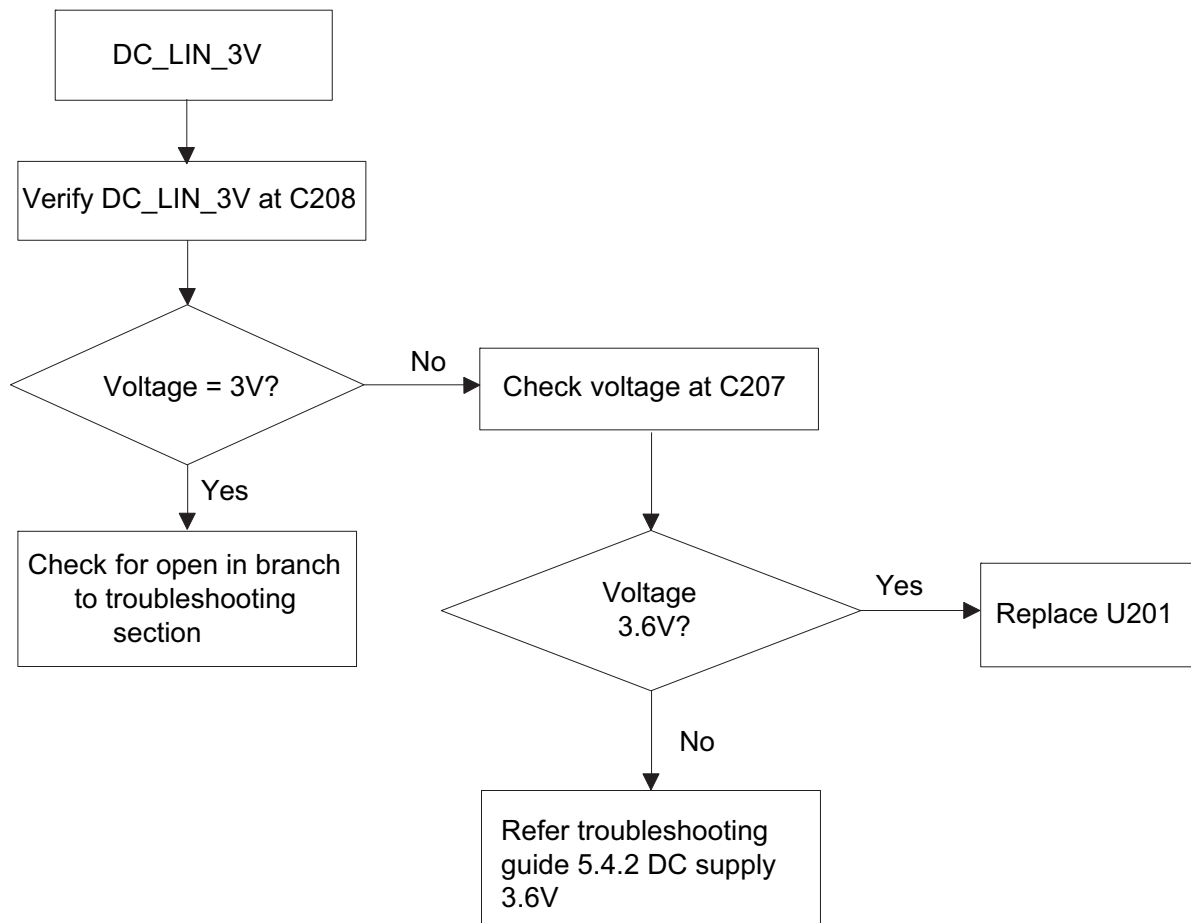 DC_LIN_3V
Verify DC_LIN_3V at C208
Voltage = 3V?
No
Check voltage at C207
Yes
Check for open in branch
to troubleshooting
section
Voltage
3.6V?
Yes
Replace U201
No
Refer troubleshooting
guide 5.4.2 DC supply
3.6V